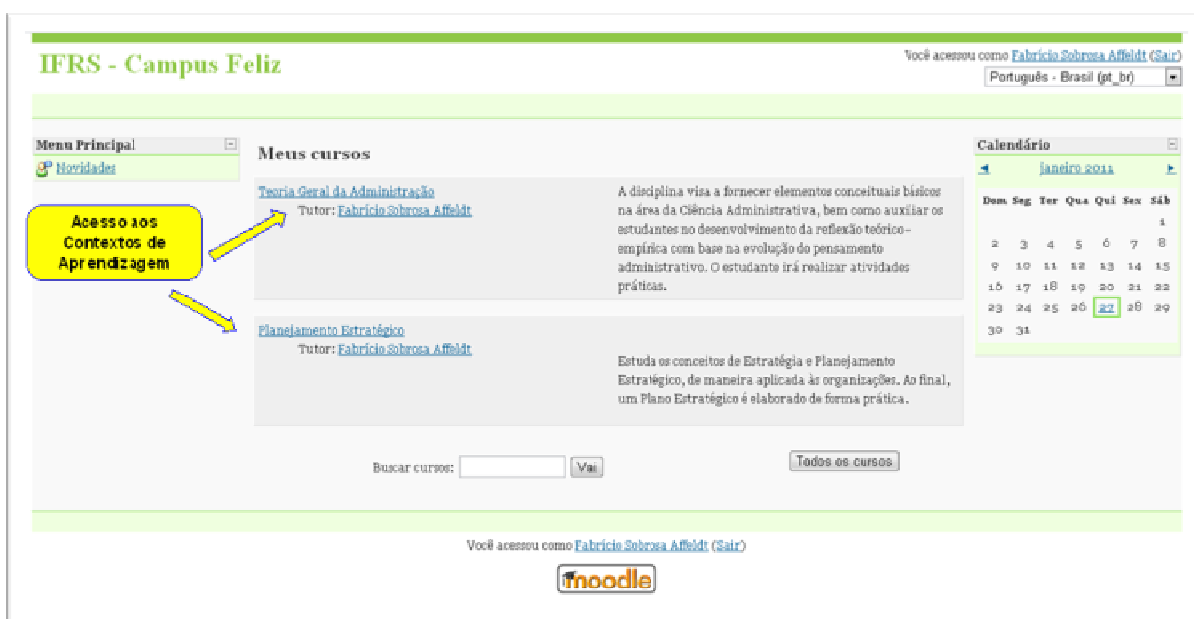 IFRS - Campus Feliz
Você acessou como Fabrício Sobrosa Affeldt (Sair)
Português - Brasil (pt_br)
Menu Principal
Novidades
Acesso aos
Contextos de
Aprendizagem
Meus cursos
Teoria Geral da Administração
Tutor: Fabrício Sobrosa Affeldt
A disciplina visa a fornecer elementos conceituais básicos
na área da Ciência Administrativa, bem como auxiliar os
estudantes no desenvolvimento da reflexão teórico-
empírica com base na evolução do pensamento
administrativo. O estudante irá realizar atividades
práticas.
Planejamento Estratégico
Tutor: Fabrício Sobrosa Affeldt
Estuda os conceitos de Estratégia e Planejamento
Estratégico, de maneira aplicada às organizações. Ao final,
um Plano Estratégico é elaborado de forma prática.
Buscar cursos: Vai
Todos os cursos
Calendário
janeiro 2011
Dom Seg Ter Qua Qui Sex Sáb
1
2 3 4 5 6 7 8
9 10 11 12 13 14 15
16 17 18 19 20 21 22
23 24 25 26 27 28 29
30 31
Você acessou como Fabrício Sobrosa Affeldt (Sair)
moodle